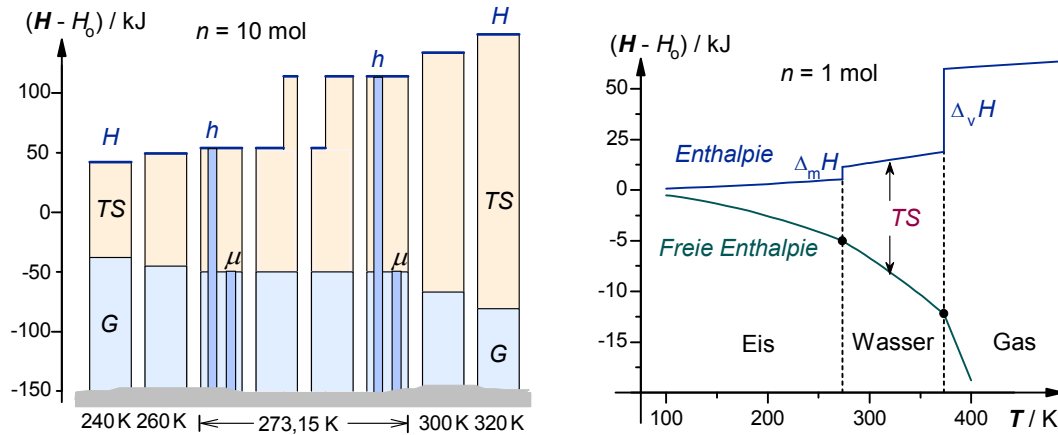 (H - H₀) / kJ
n = 10 mol
H
100
H
h
h
50
0
TS
TS
-50
μ
μ
-100
G
G
-150
240 K 260 K
273,15 K
300 K 320 K
(H - H₀) / kJ
n = 1 mol
50
25
Enthalpie
ΔₘH
ΔᵥH
0
TS
-5
Freie Enthalpie
-10
-15
Eis
Wasser
Gas
100
200
300
400
T / K